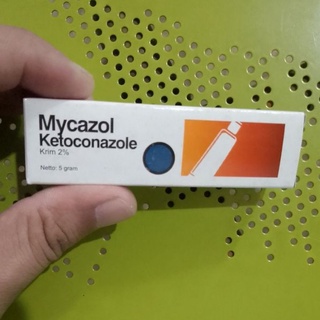 Mycazol
Ketoconazole
Krim 2%
Netto: 5 gram